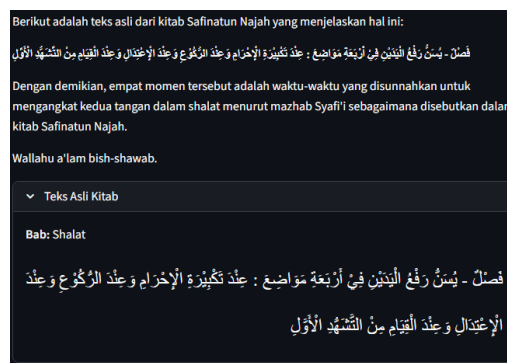 Berikut adalah teks asli dari kitab Safinatun Najah yang menjelaskan hal ini:
فَصْلٌ - يُسَنُّ رَفْعُ الْيَدَيْنِ فِيْ أَرْبَعَةِ مَوَاضِعَ : عِنْدَ تَكْبِيْرَةِ الْإِحْرَامِ وَعِنْدَ الرُّكُوْعِ وَعِنْدَ الْإِعْتِدَالِ وَعِنْدَ الْقِيَامِ مِنْ التَّشَهُّدِ الْأَوَّلِ
Dengan demikian, empat momen tersebut adalah waktu-waktu yang disunnahkan untuk
mengangkat kedua tangan dalam shalat menurut mazhab Syafi'i sebagaimana disebutkan dalar
kitab Safinatun Najah.
Wallahu a'lam bish-shawab.
Teks Asli Kitab
Bab: Shalat
فَصْلٌ - يُسَنُّ رَفْعُ الْيَدَيْنِ فِيْ أَرْبَعَةِ مَوَاضِعَ : عِنْدَ تَكْبِيْرَةِ الْإِحْرَامِ وَعِنْدَ الرُّكُوْعِ وَعِنْدَ
الْإِعْتِدَالِ وَعِنْدَ الْقِيَامِ مِنْ التَّشَهُّدِ الْأَوَّلِ